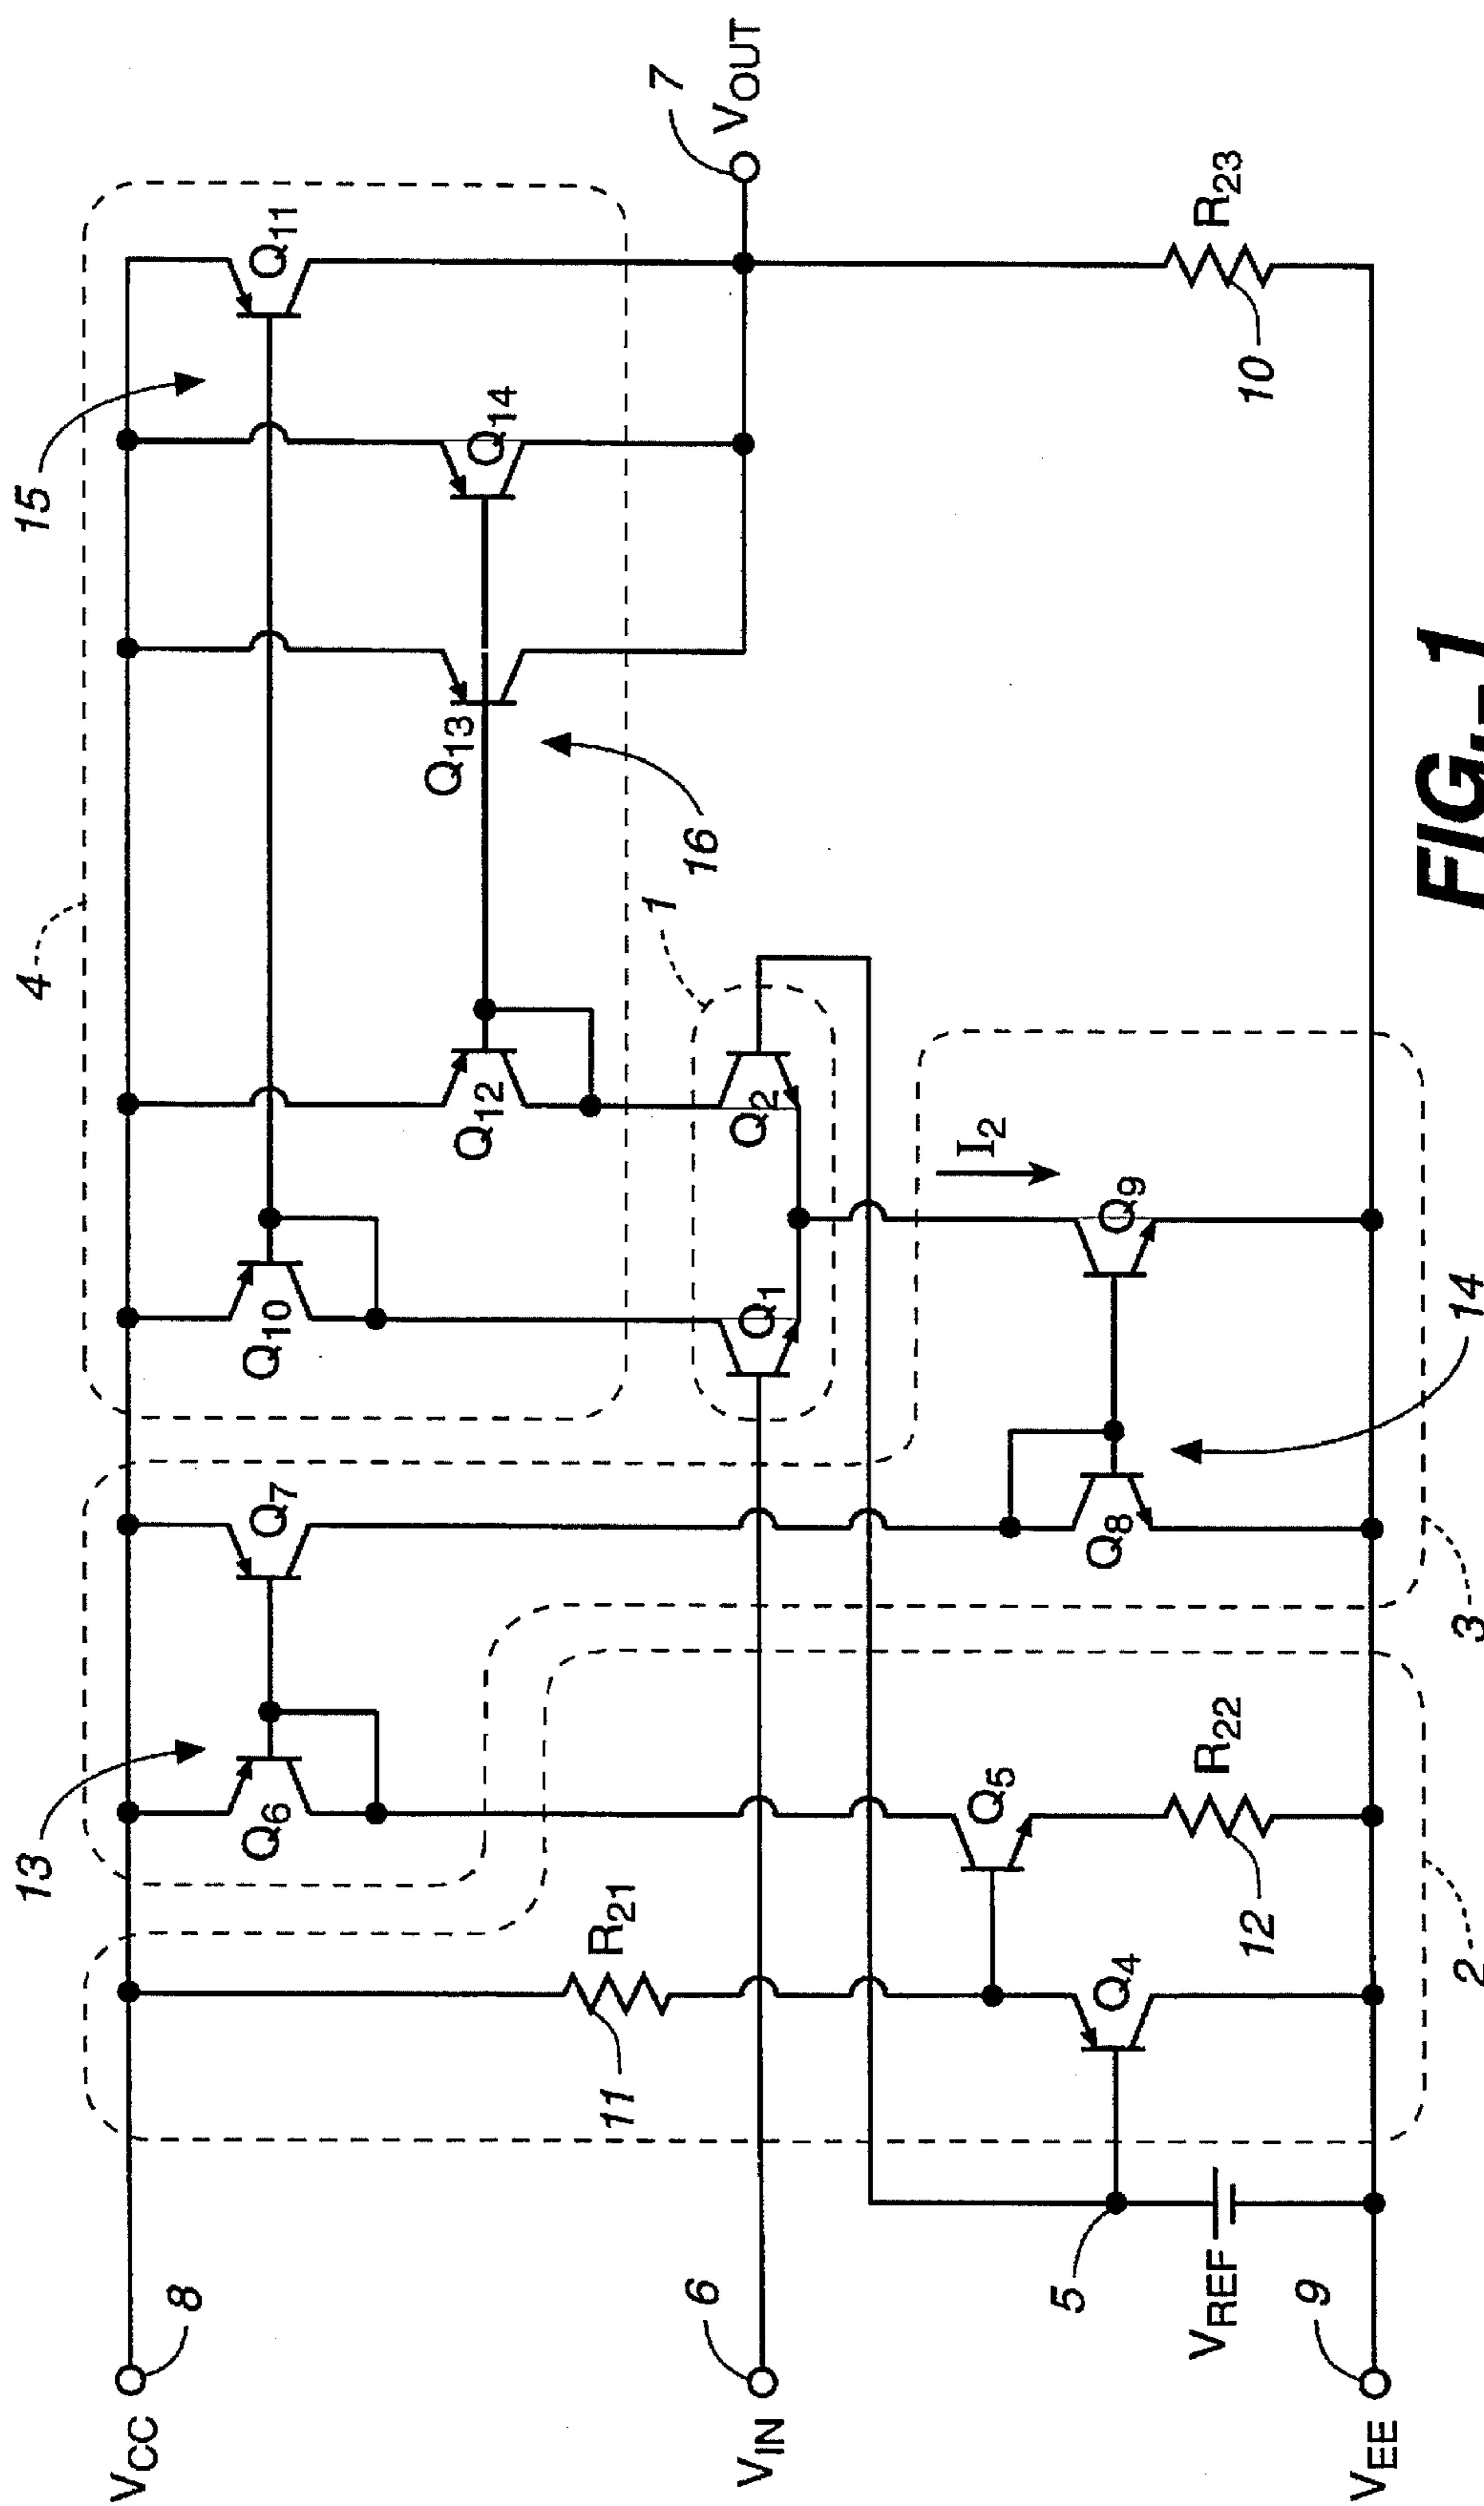 4
15
13
Q11
7
VOUT
Q14
Q13
16
1
Q10
Q12
Q7
Q6
R21
11
Q1
Q2
I2
Q9
Q8
14
3
Q5
R22
12
Q4
2
R23
10
5
VREF
VCC
8
VIN
6
VEE
9
FIG.-1